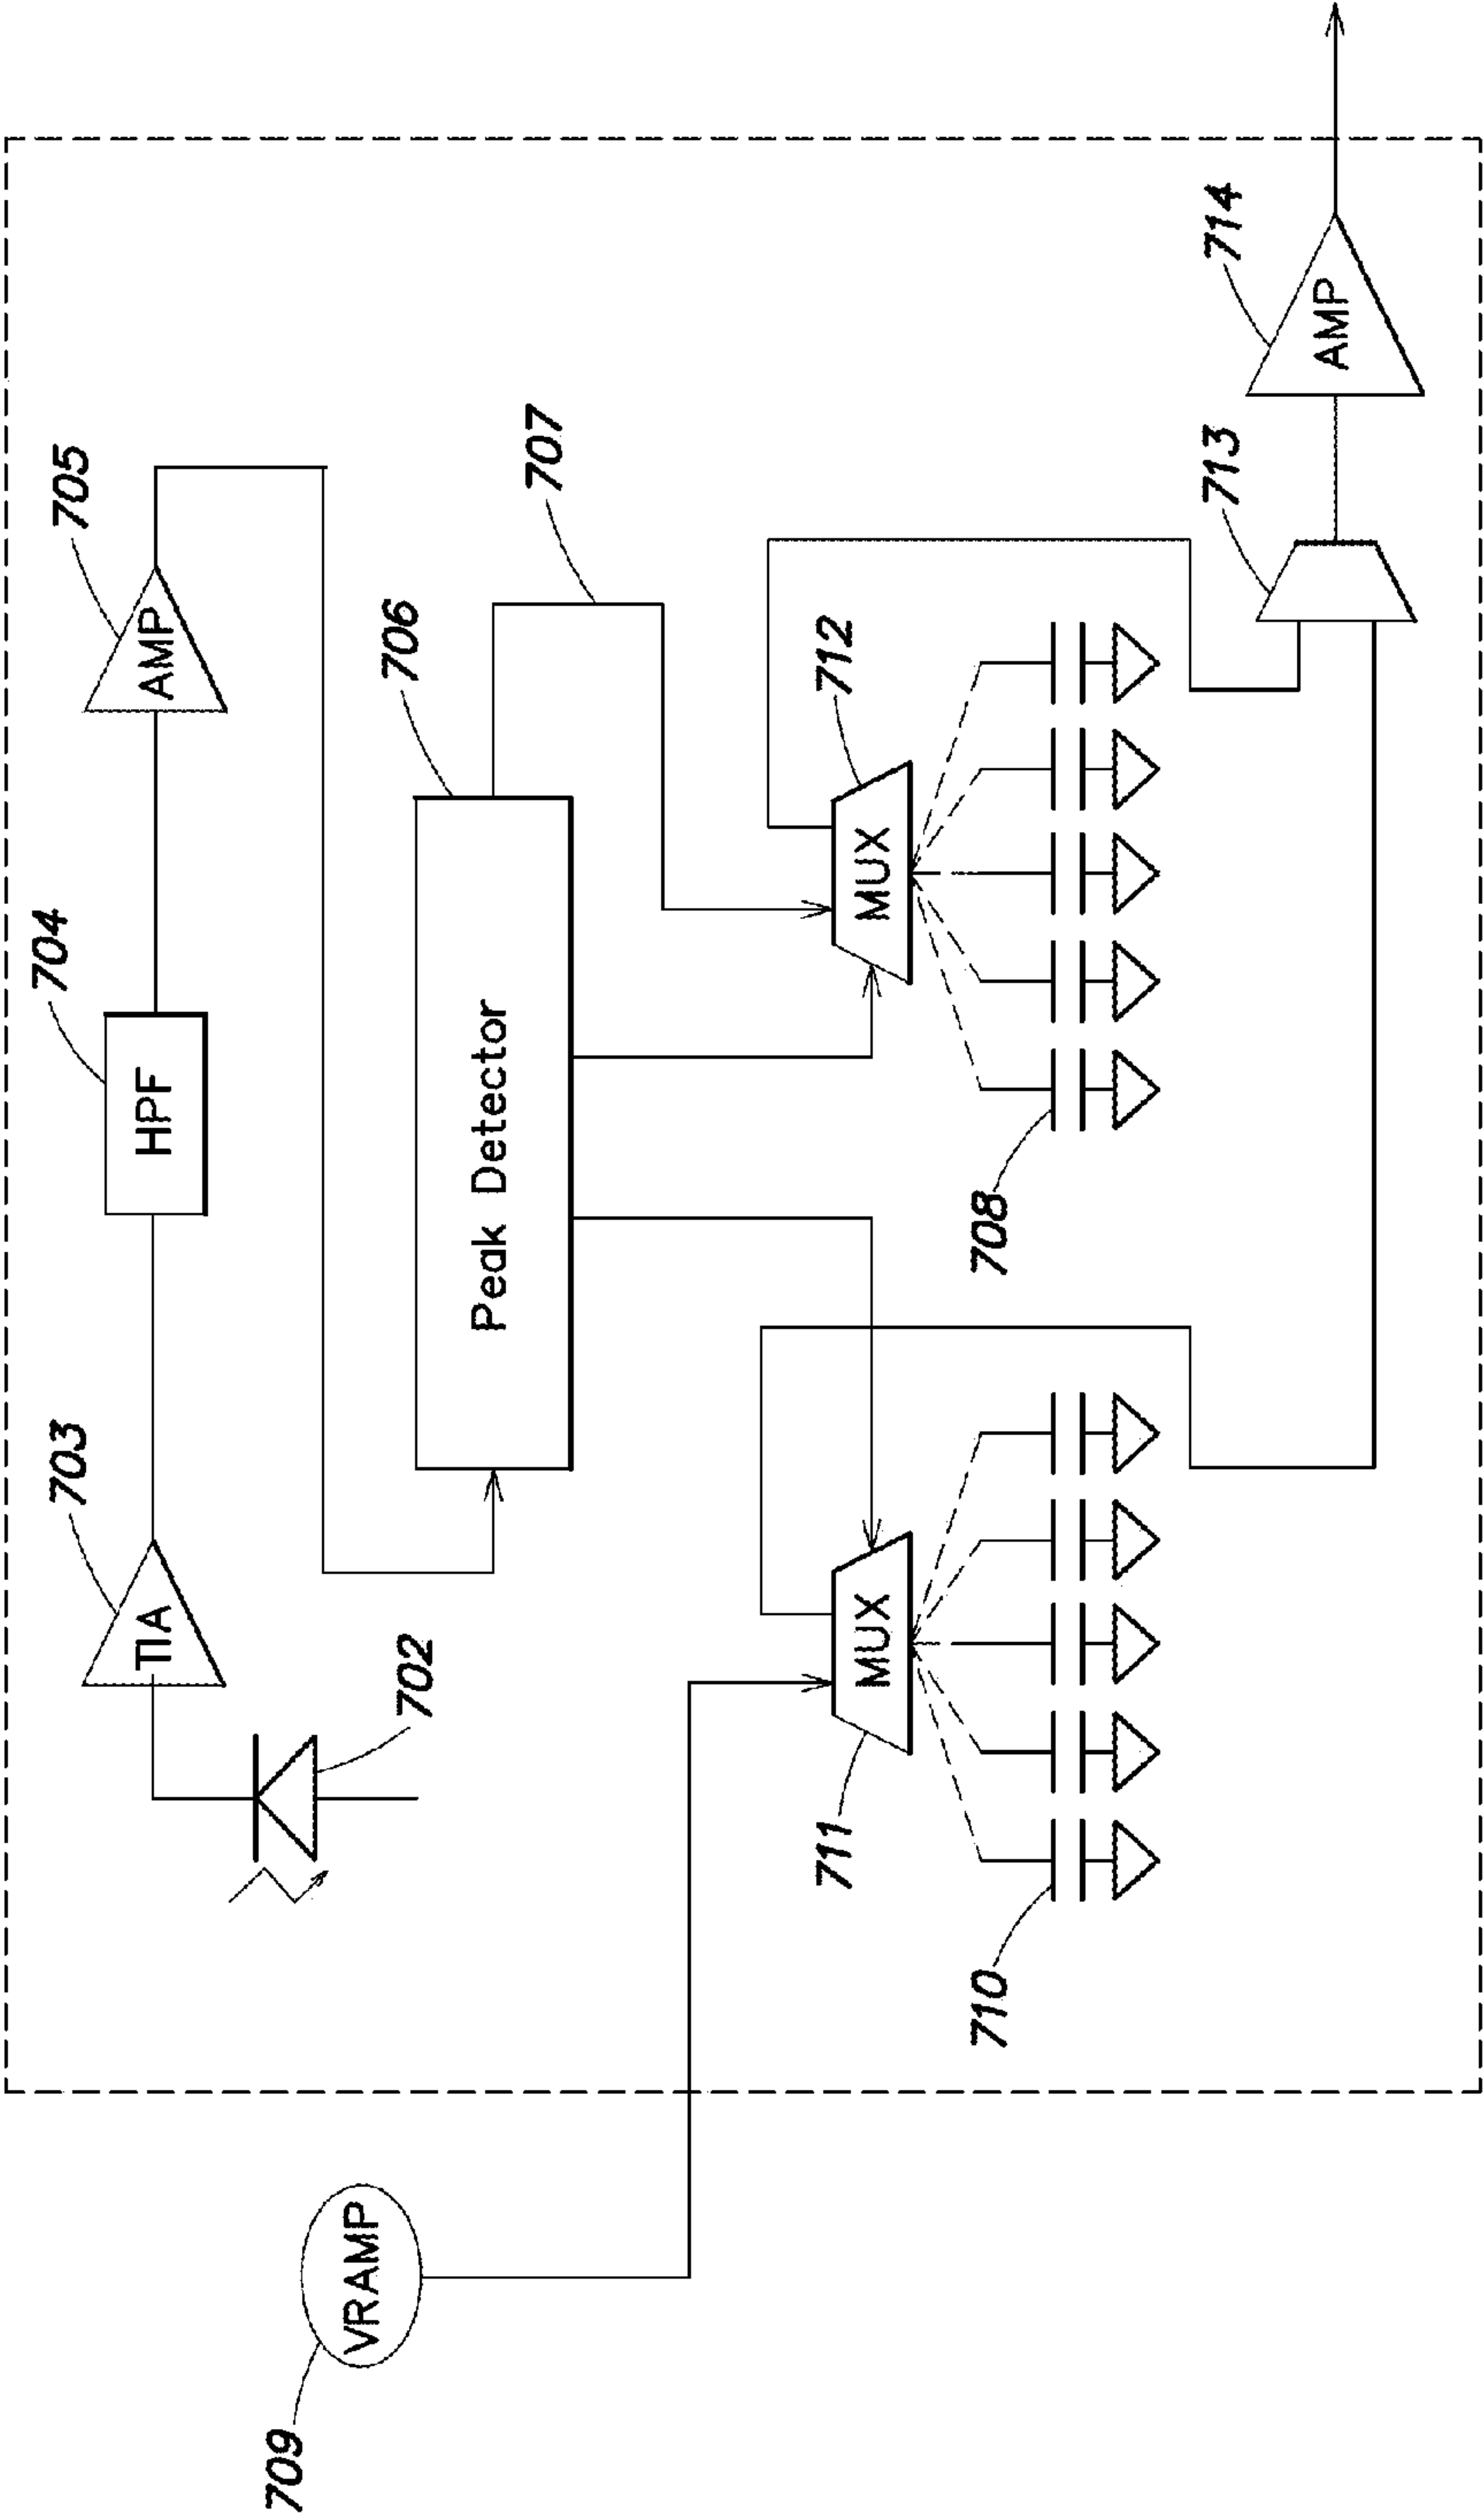 703
704
705
TIA
HPF
AMP
702
706
Peak Detector
707
709
VRAMP
711
MUX
712
MUX
710
708
713
714
AMP